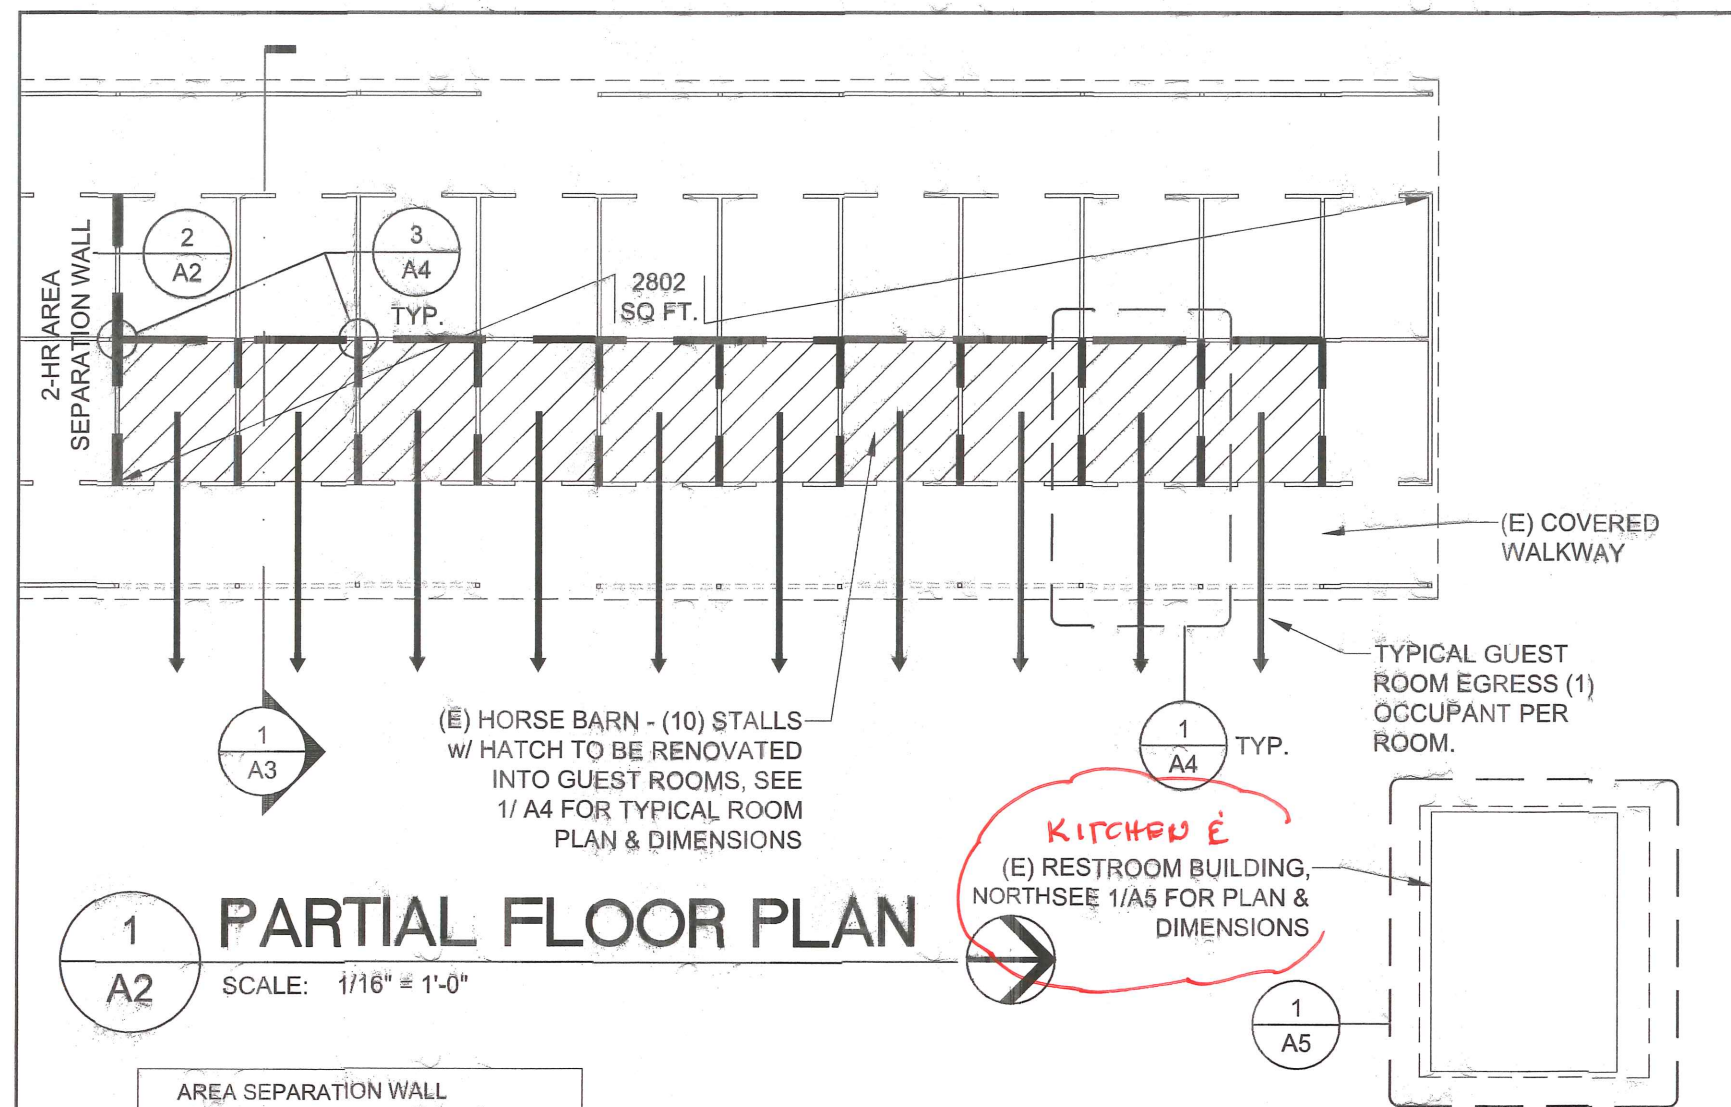 2-HR AREA
SEPARATION WALL
2
A2
3
A4
TYP.
2802
SQ FT.
(E) COVERED
WALKWAY
TYPICAL GUEST
ROOM EGRESS (1)
OCCUPANT PER
ROOM.
1
A3
(E) HORSE BARN - (10) STALLS
w/ HATCH TO BE RENOVATED
INTO GUEST ROOMS, SEE
1/ A4 FOR TYPICAL ROOM
PLAN & DIMENSIONS
1
A4
TYP.
KITCHEN &
(E) RESTROOM BUILDING,
NORTHSEE 1/A5 FOR PLAN &
DIMENSIONS
1
A2
PARTIAL FLOOR PLAN
SCALE: 1/16" = 1'-0"
1
A5
AREA SEPARATION WALL